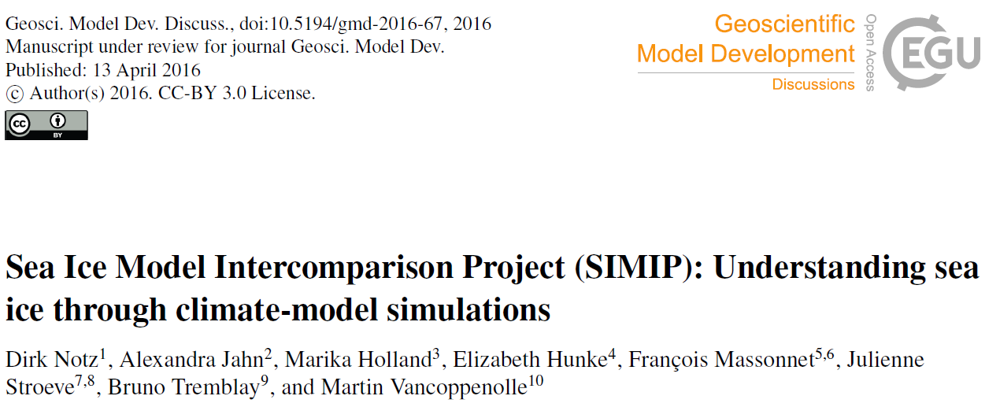 Geosci. Model Dev. Discuss., doi:10.5194/gmd-2016-67, 2016
Manuscript under review for journal Geosci. Model Dev.
Published: 13 April 2016
© Author(s) 2016. CC-BY 3.0 License.
cc BY
Geoscientific
Model Development
Discussions
Open Access
EGU
Sea Ice Model Intercomparison Project (SIMIP): Understanding sea
ice through climate-model simulations
Dirk Notz1, Alexandra Jahn2, Marika Holland3, Elizabeth Hunke4, François Massonnet5,6, Julienne
Stroeve7,8, Bruno Tremblay9, and Martin Vancoppenolle10